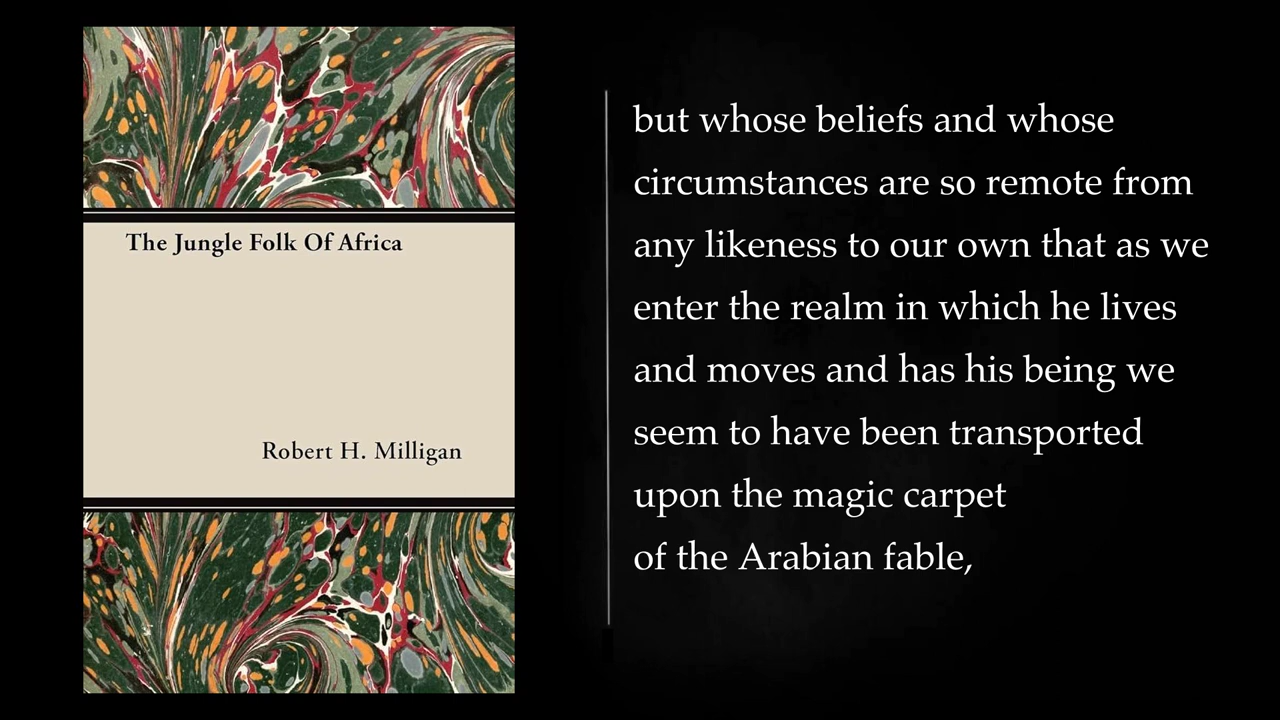 The Jungle Folk Of Africa
Robert H. Milligan
but whose beliefs and whose
circumstances are so remote from
any likeness to our own that as we
enter the realm in which he lives
and moves and has his being we
seem to have been transported
upon the magic carpet
of the Arabian fable,